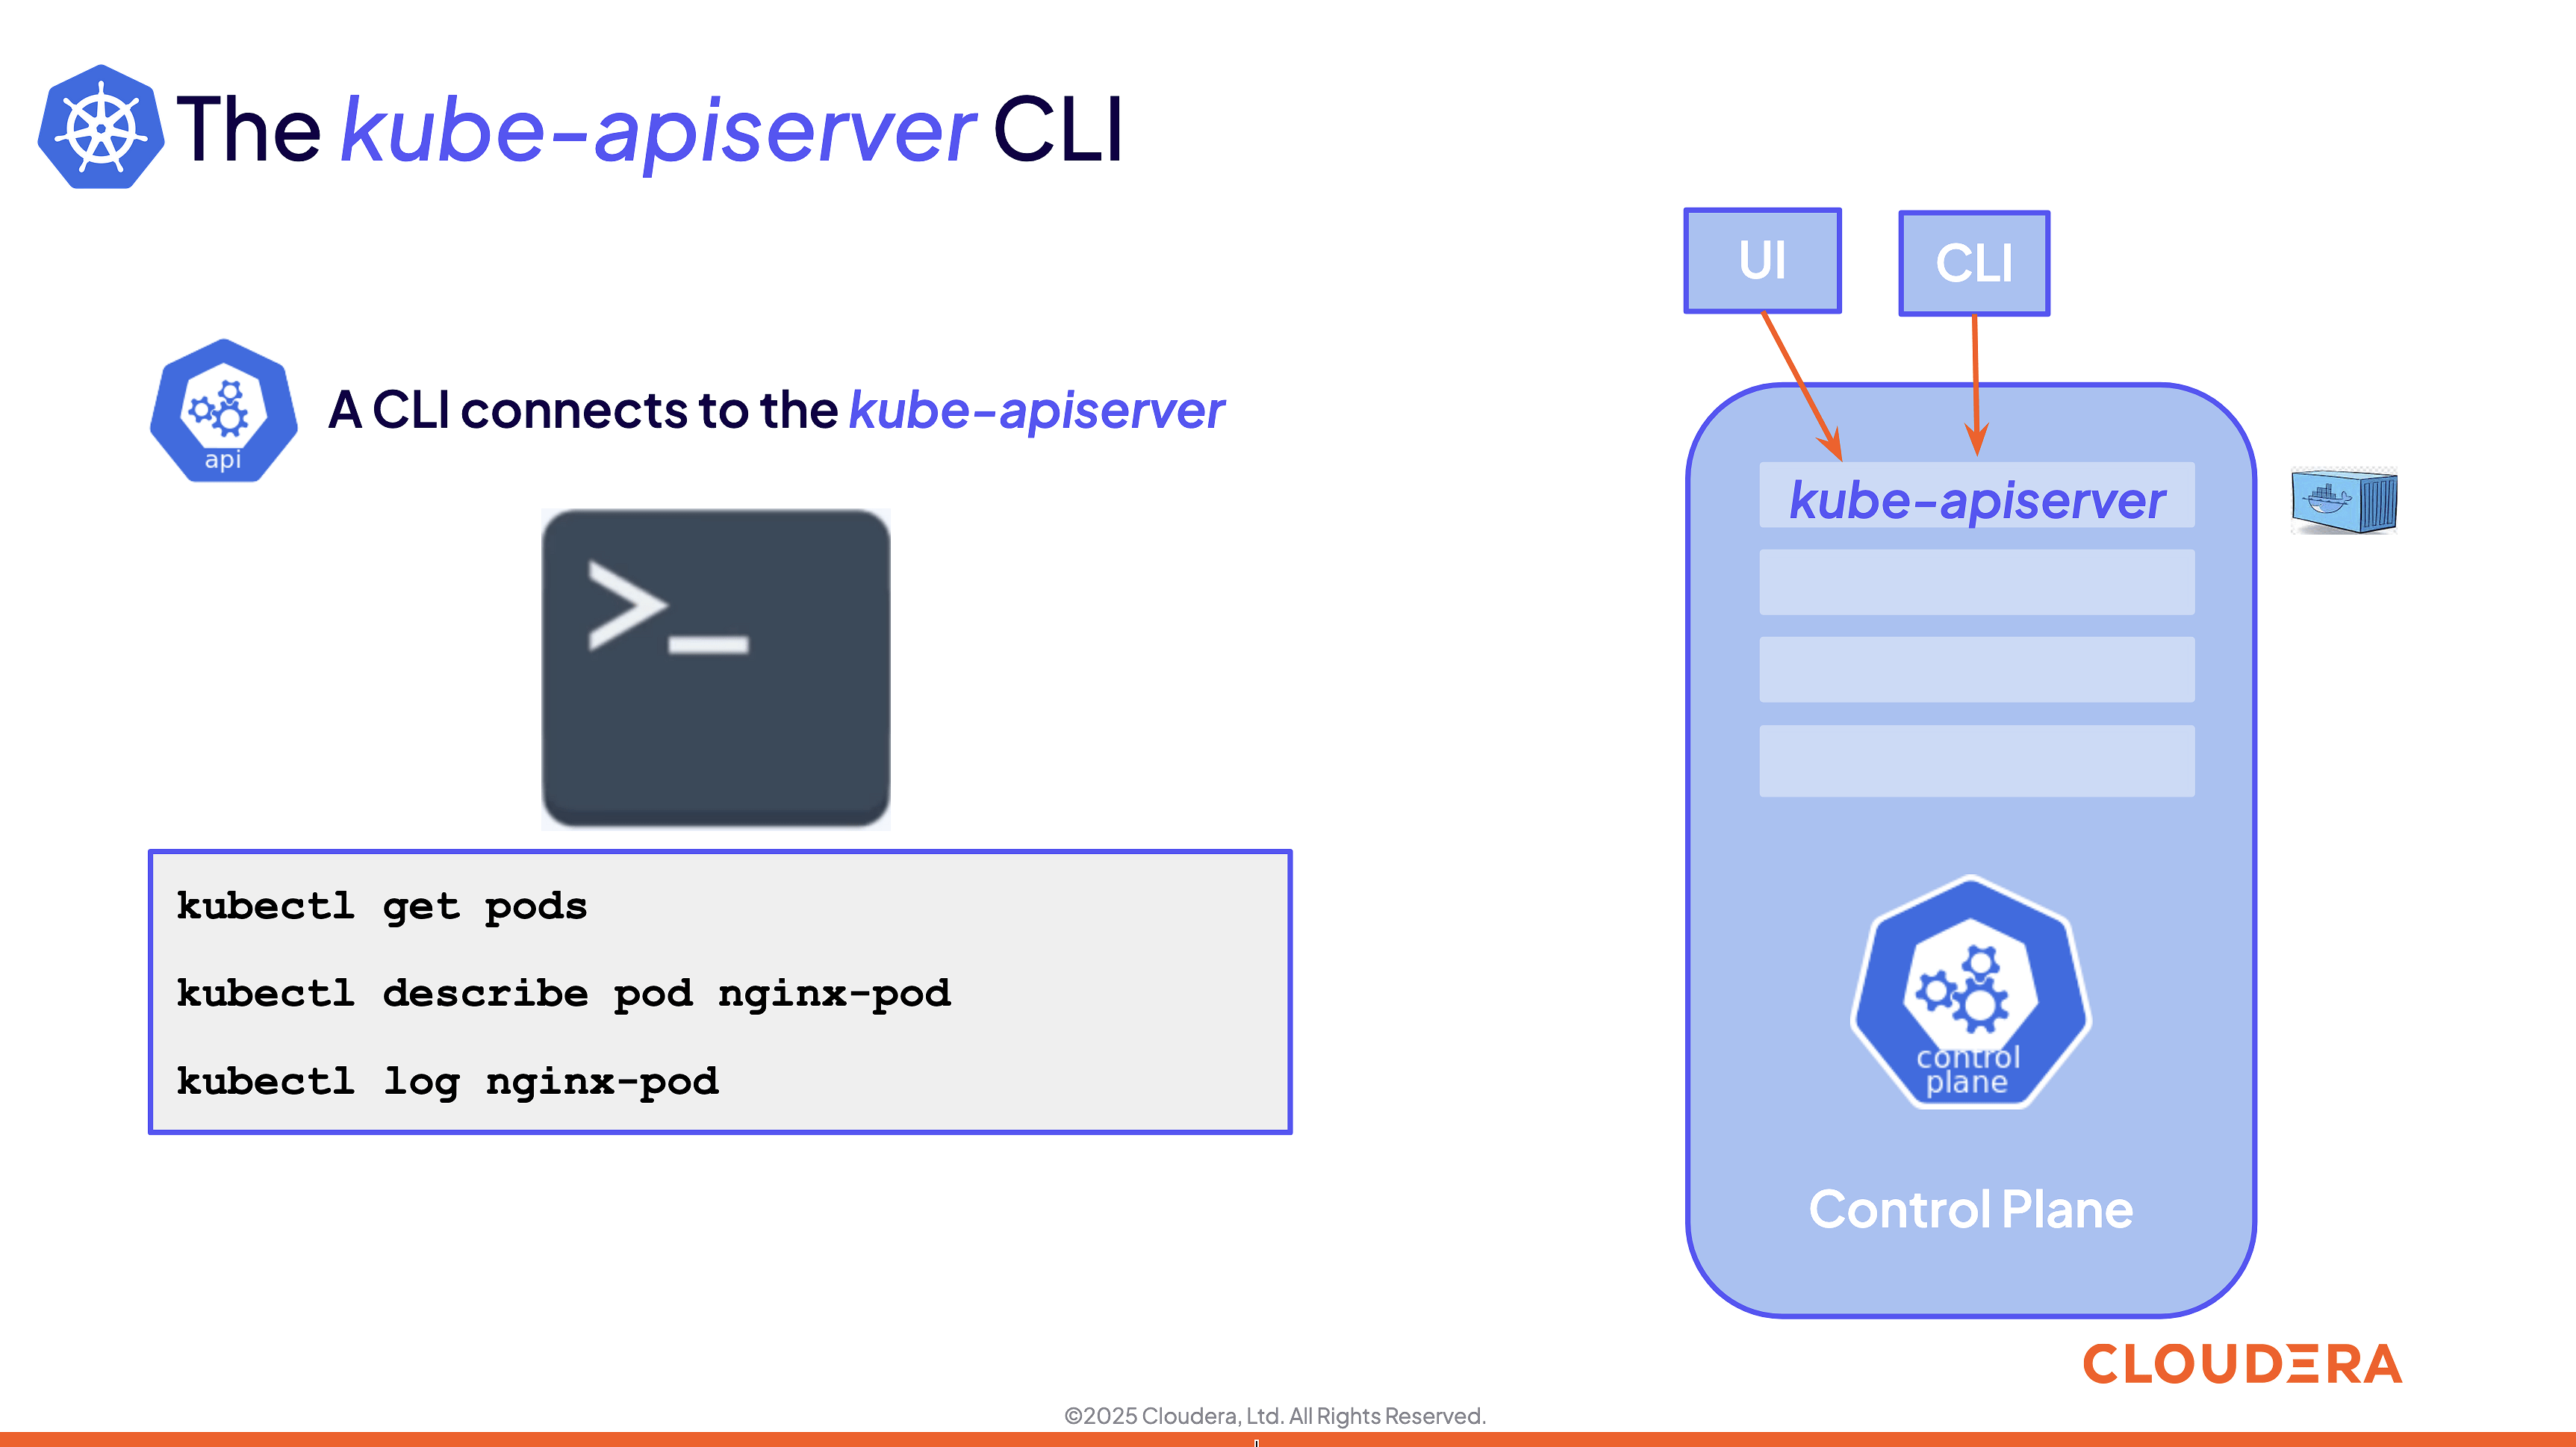 The kube-apiserver CLI
UI
CLI
api
A CLI connects to the kube-apiserver
kube-apiserver
>_
kubectl get pods
kubectl describe pod nginx-pod
kubectl log nginx-pod
control
plane
Control Plane
CLOUDERA
©2025 Cloudera, Ltd. All Rights Reserved.